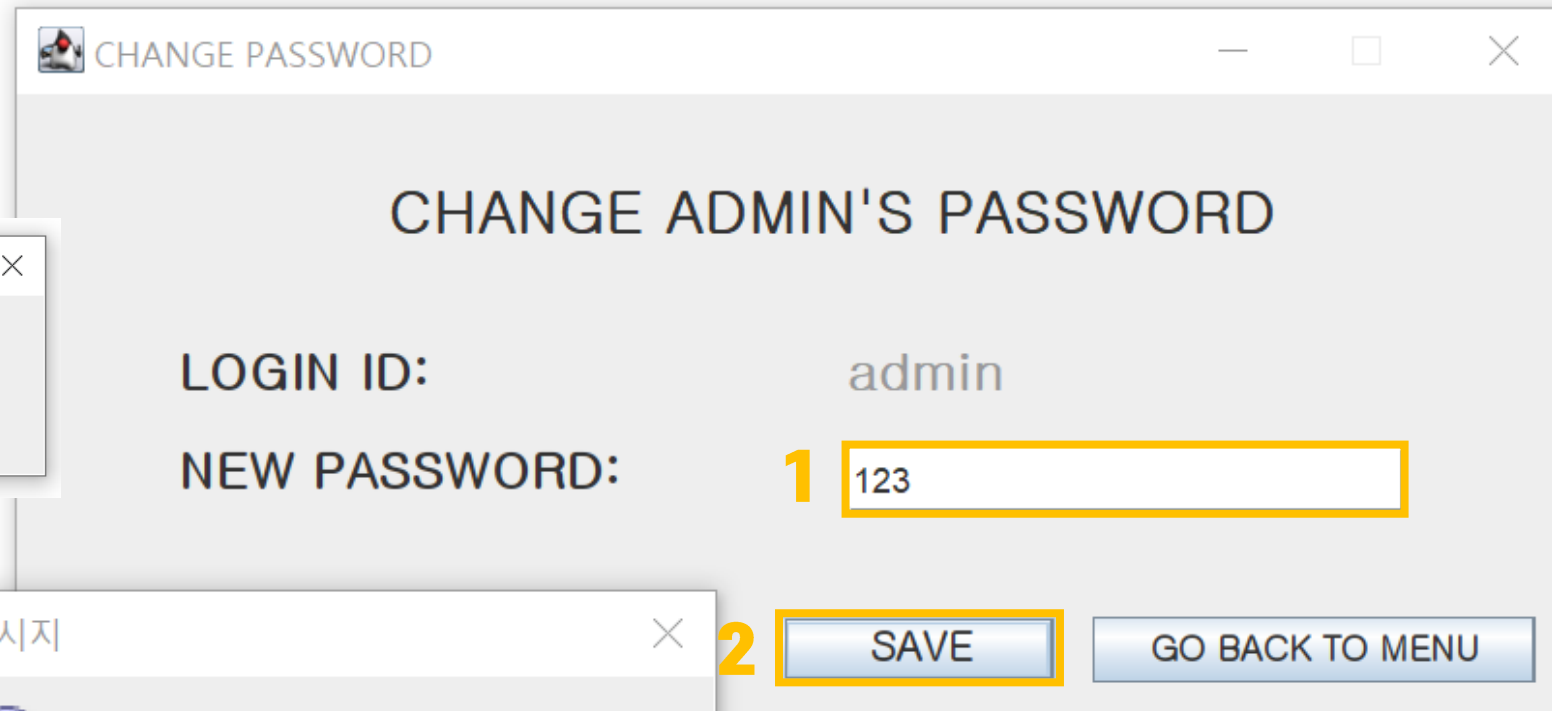 CHANGE PASSWORD
CHANGE ADMIN'S PASSWORD
LOGIN ID: admin
NEW PASSWORD: 1 123
시지
2 SAVE GO BACK TO MENU